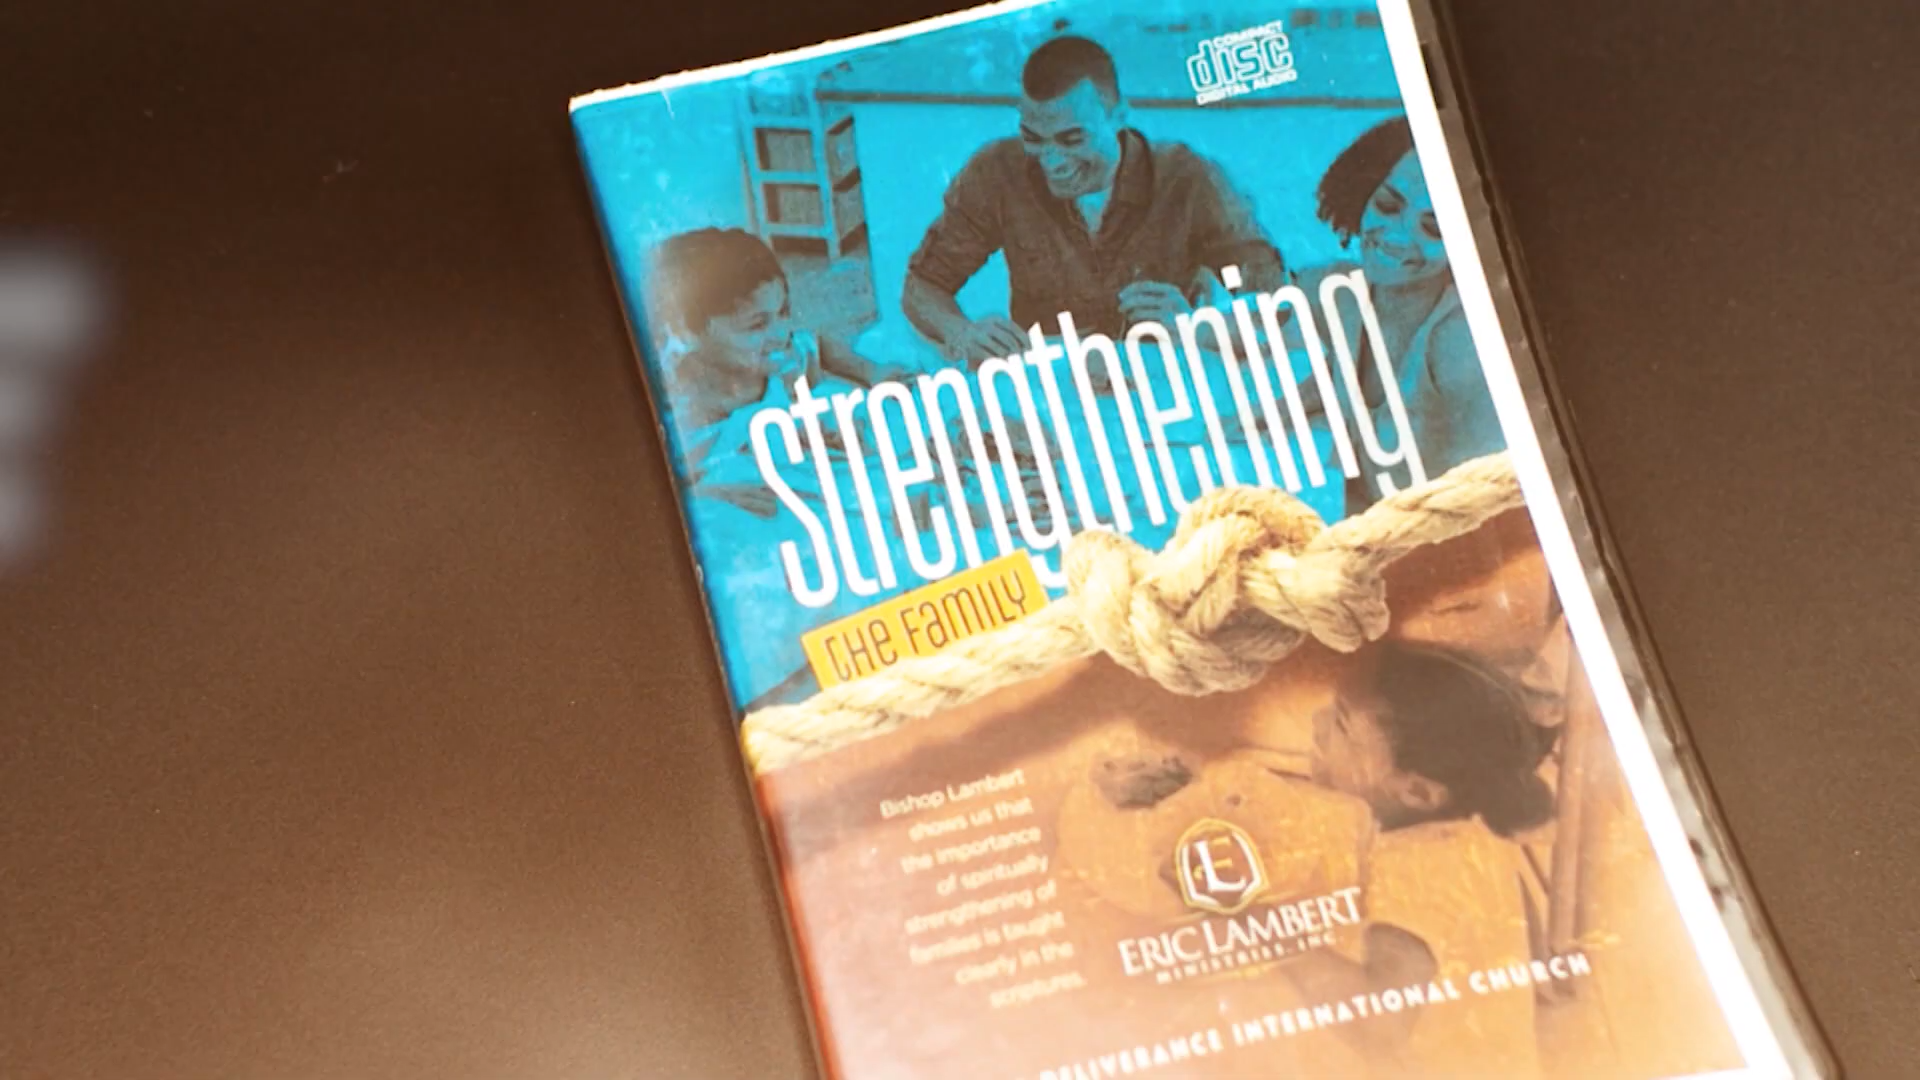 COMPACT
disc
DIGITAL AUDIO
strengthening
THE FAMILY
Bishop Lambert
shows us that
the importance
of spiritually
strengthening of
families is taught
clearly in the
scriptures.
E
ERIC LAMBERT
MINISTRIES, INC.
DELIVERANCE INTERNATIONAL CHURCH